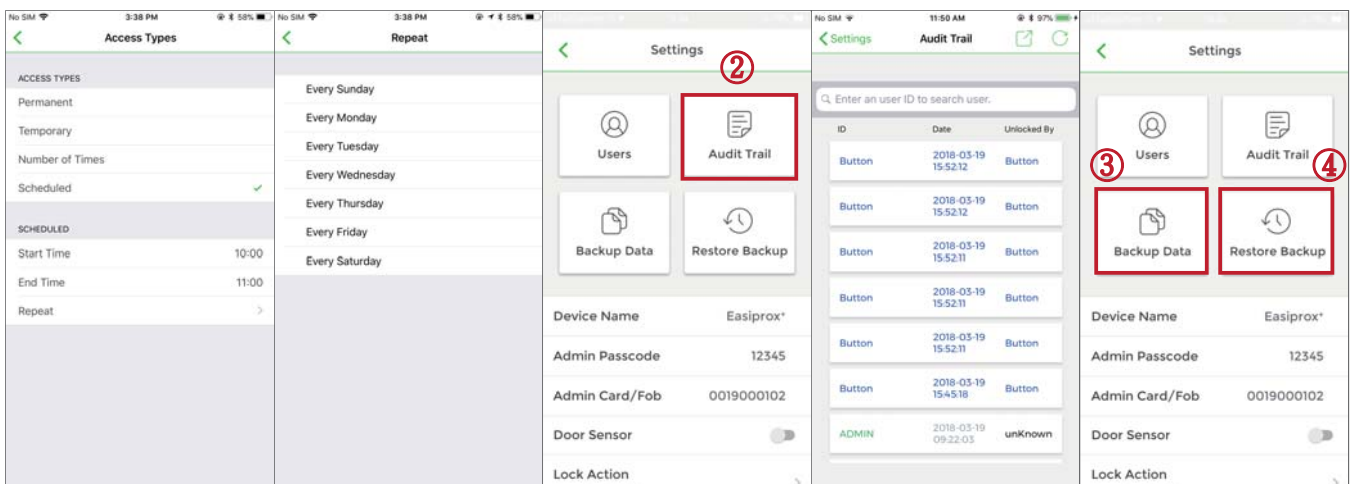 No SIM 3:38 PM 58%
Access Types
ACCESS TYPES
Permanent
Temporary
Number of Times
Scheduled
SCHEDULED
Start Time 10:00
End Time 11:00
Repeat
No SIM 3:38 PM 58%
Repeat
Every Sunday
Every Monday
Every Tuesday
Every Wednesday
Every Thursday
Every Friday
Every Saturday
Settings
②
Users Audit Trail
Backup Data Restore Backup
Device Name Easiprox+
Admin Passcode 12345
Admin Card/Fob 0019000102
Door Sensor
Lock Action
No SIM 11:50 AM 97%
Settings Audit Trail
Enter an user ID to search user.
ID Date Unlocked By
Button 2018-03-19 15:52:12 Button
Button 2018-03-19 15:52:12 Button
Button 2018-03-19 15:52:11 Button
Button 2018-03-19 15:52:11 Button
Button 2018-03-19 15:52:11 Button
Button 2018-03-19 15:45:18 Button
ADMIN 2018-03-19 09:22:03 unKnown
Settings
Users Audit Trail
③ ④
Backup Data Restore Backup
Device Name Easiprox+
Admin Passcode 12345
Admin Card/Fob 0019000102
Door Sensor
Lock Action